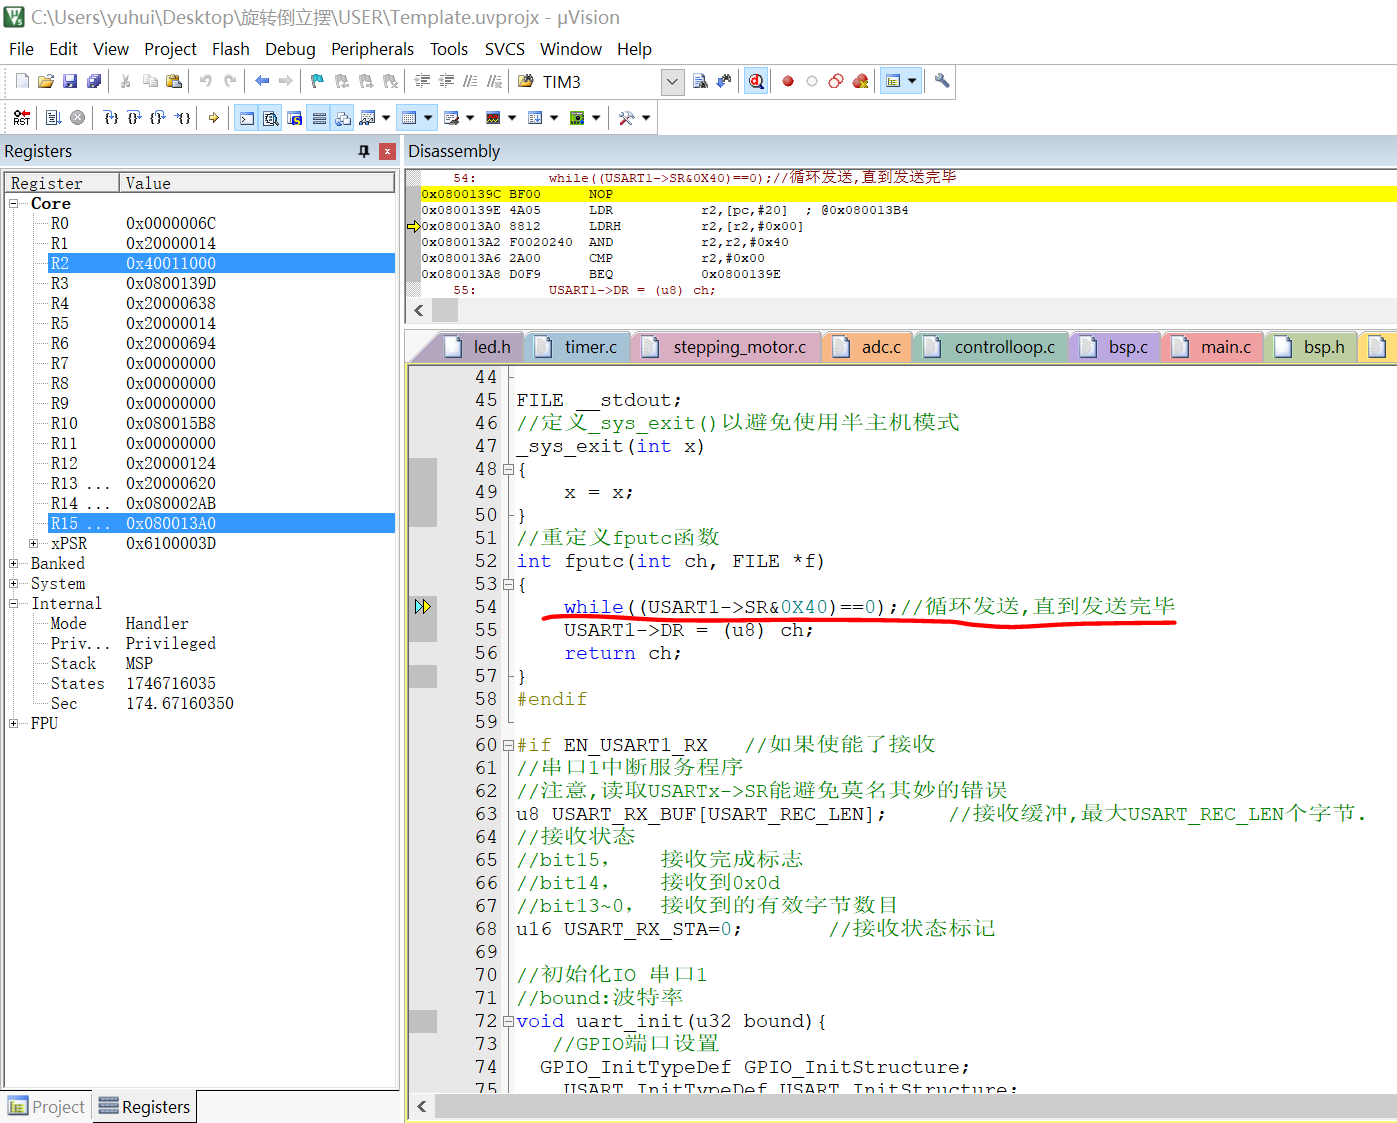 C:\Users\yuhui\Desktop\旋转倒立摆\USER\Template.uvprojx - µVision
File Edit View Project Flash Debug Peripherals Tools SVCS Window Help
TIM3
RST
Registers
Register Value
Core
R0 0x0000006C
R1 0x20000014
R2 0x40011000
R3 0x0800139D
R4 0x20000638
R5 0x20000014
R6 0x20000694
R7 0x00000000
R8 0x00000000
R9 0x00000000
R10 0x080015B8
R11 0x00000000
R12 0x20000124
R13 ... 0x20000620
R14 ... 0x080002AB
R15 ... 0x080013A0
xPSR 0x6100003D
Banked
System
Internal
Mode Handler
Priv... Privileged
Stack MSP
States 1746716035
Sec 174.67160350
FPU
Project Registers
Disassembly
54: while((USART1->SR&0X40)==0);//循环发送,直到发送完毕
0x0800139C BF00 NOP
0x0800139E 4A05 LDR r2,[pc,#20] ; @0x080013B4
0x080013A0 8812 LDRH r2,[r2,#0x00]
0x080013A2 F0020240 AND r2,r2,#0x40
0x080013A6 2A00 CMP r2,#0x00
0x080013A8 D0F9 BEQ 0x0800139E
55: USART1->DR = (u8) ch;
led.h timer.c stepping_motor.c adc.c controlloop.c bsp.c main.c bsp.h
44
45 FILE __stdout;
46 //定义_sys_exit()以避免使用半主机模式
47 _sys_exit(int x)
48 {
49 x = x;
50 }
51 //重定义fputc函数
52 int fputc(int ch, FILE *f)
53 {
54 while((USART1->SR&0X40)==0);//循环发送,直到发送完毕
55 USART1->DR = (u8) ch;
56 return ch;
57 }
58 #endif
59
60 #if EN_USART1_RX //如果使能了接收
61 //串口1中断服务程序
62 //注意,读取USARTx->SR能避免莫名其妙的错误
63 u8 USART_RX_BUF[USART_REC_LEN]; //接收缓冲,最大USART_REC_LEN个字节.
64 //接收状态
65 //bit15, 接收完成标志
66 //bit14, 接收到0x0d
67 //bit13~0, 接收到的有效字节数目
68 u16 USART_RX_STA=0; //接收状态标记
69
70 //初始化IO 串口1
71 //bound:波特率
72 void uart_init(u32 bound){
73 //GPIO端口设置
74 GPIO_InitTypeDef GPIO_InitStructure;
75 USART_InitTypeDef USART_InitStructure;